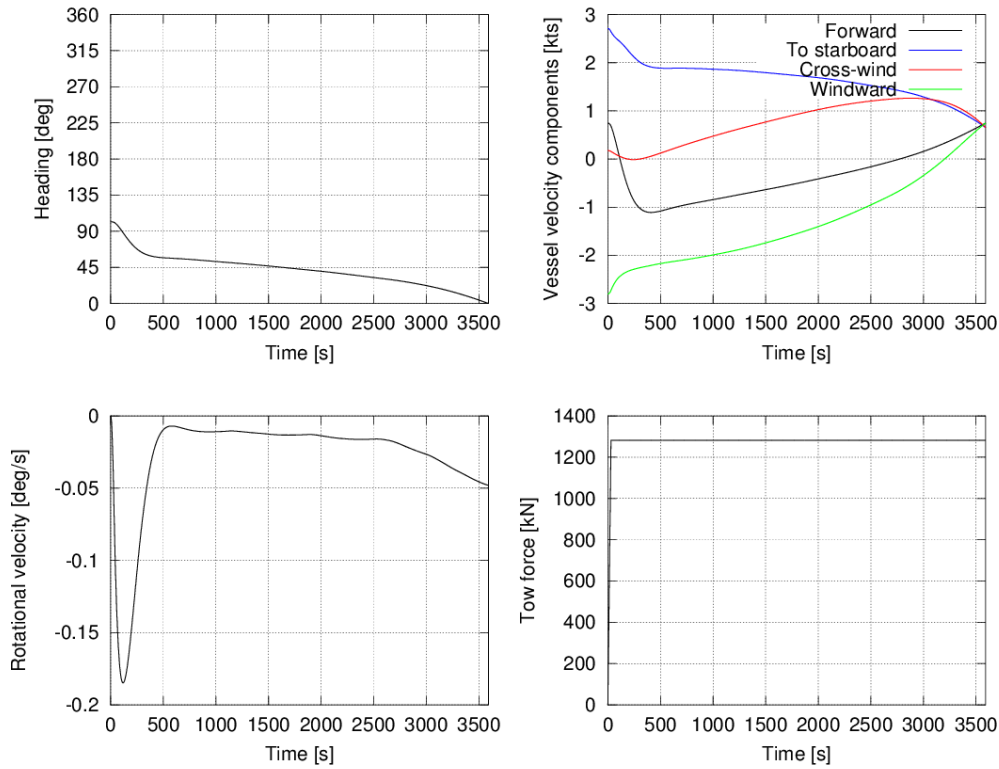 360
315
270
225
180
135
90
45
0
Heading [deg]
0 500 1000 1500 2000 2500 3000 3500
Time [s]
3
2
1
0
-1
-2
-3
Vessel velocity components [kts]
Forward
To starboard
Cross-wind
Windward
0 500 1000 1500 2000 2500 3000 3500
Time [s]
0
-0.05
-0.1
-0.15
-0.2
Rotational velocity [deg/s]
0 500 1000 1500 2000 2500 3000 3500
Time [s]
1400
1200
1000
800
600
400
200
0
Tow force [kN]
0 500 1000 1500 2000 2500 3000 3500
Time [s]